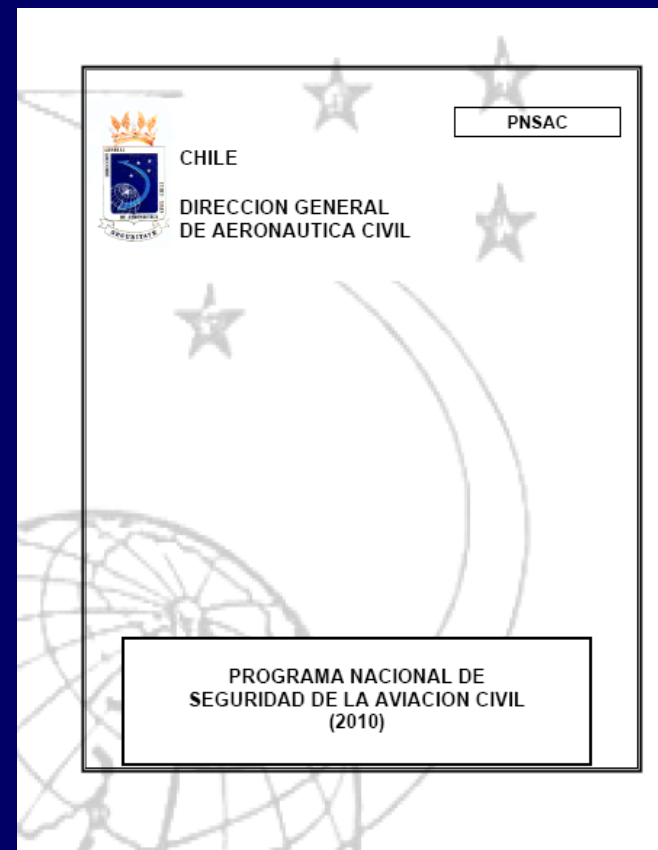 PNSAC
CHILE
DIRECCION GENERAL
DE AERONAUTICA CIVIL
PROGRAMA NACIONAL DE
SEGURIDAD DE LA AVIACION CIVIL
(2010)